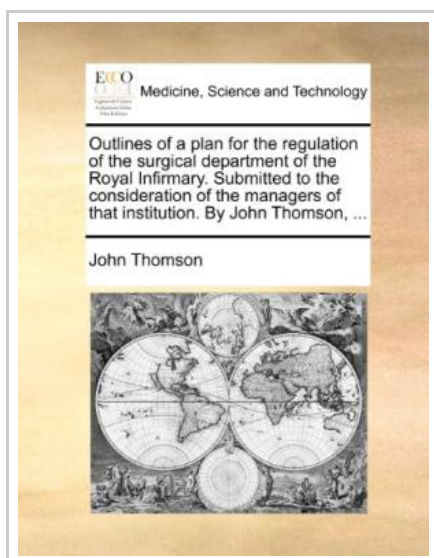 ECCO
Medicine, Science and Technology
Outlines of a plan for the regulation
of the surgical department of the
Royal Infirmary. Submitted to the
consideration of the managers of
that institution. By John Thomson, ...
John Thomson